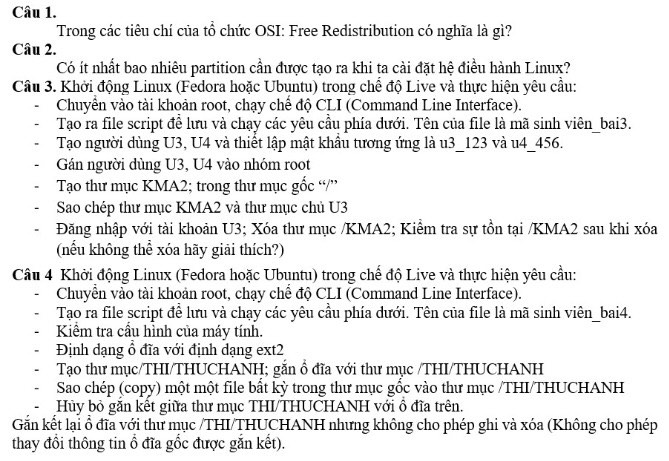 Câu 1.
Trong các tiêu chí của tổ chức OSI: Free Redistribution có nghĩa là gì?
Câu 2.
Có ít nhất bao nhiêu partition cần được tạo ra khi ta cài đặt hệ điều hành Linux?
Câu 3. Khởi động Linux (Fedora hoặc Ubuntu) trong chế độ Live và thực hiện yêu cầu:
- Chuyển vào tài khoản root, chạy chế độ CLI (Command Line Interface).
- Tạo ra file script để lưu và chạy các yêu cầu phía dưới. Tên của file là mã sinh viên_bai3.
- Tạo người dùng U3, U4 và thiết lập mật khẩu tương ứng là u3_123 và u4_456.
- Gán người dùng U3, U4 vào nhóm root
- Tạo thư mục KMA2; trong thư mục gốc “/”
- Sao chép thư mục KMA2 và thư mục chủ U3
- Đăng nhập với tài khoản U3; Xóa thư mục /KMA2; Kiểm tra sự tồn tại /KMA2 sau khi xóa
(nếu không thể xóa hãy giải thích?)
Câu 4 Khởi động Linux (Fedora hoặc Ubuntu) trong chế độ Live và thực hiện yêu cầu:
- Chuyển vào tài khoản root, chạy chế độ CLI (Command Line Interface).
- Tạo ra file script để lưu và chạy các yêu cầu phía dưới. Tên của file là mã sinh viên_bai4.
- Kiểm tra cấu hình của máy tính.
- Định dạng ổ đĩa với định dạng ext2
- Tạo thư mục/THI/THUCHANH; gắn ổ đĩa với thư mục /THI/THUCHANH
- Sao chép (copy) một một file bất kỳ trong thư mục gốc vào thư mục /THI/THUCHANH
- Hủy bỏ gắn kết giữa thư mục THI/THUCHANH với ổ đĩa trên.
Gắn kết lại ổ đĩa với thư mục /THI/THUCHANH nhưng không cho phép ghi và xóa (Không cho phép
thay đổi thông tin ổ đĩa gốc được gắn kết).